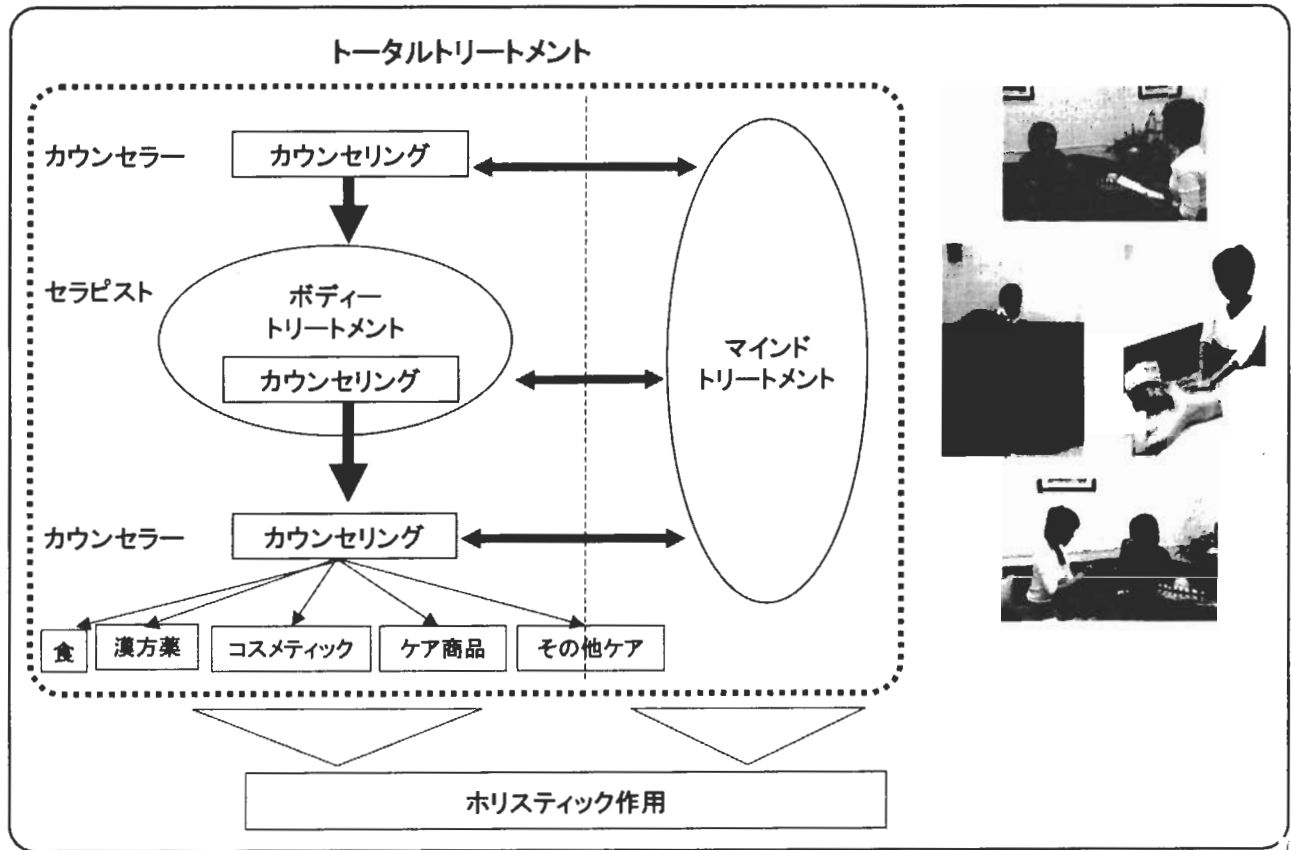 トータルトリートメント
カウンセラー
カウンセリング
セラピスト
ボディー
トリートメント
カウンセリング
マインド
トリートメント
カウンセラー
カウンセリング
食
漢方薬
コスメティック
ケア商品
その他ケア
ホリスティック作用